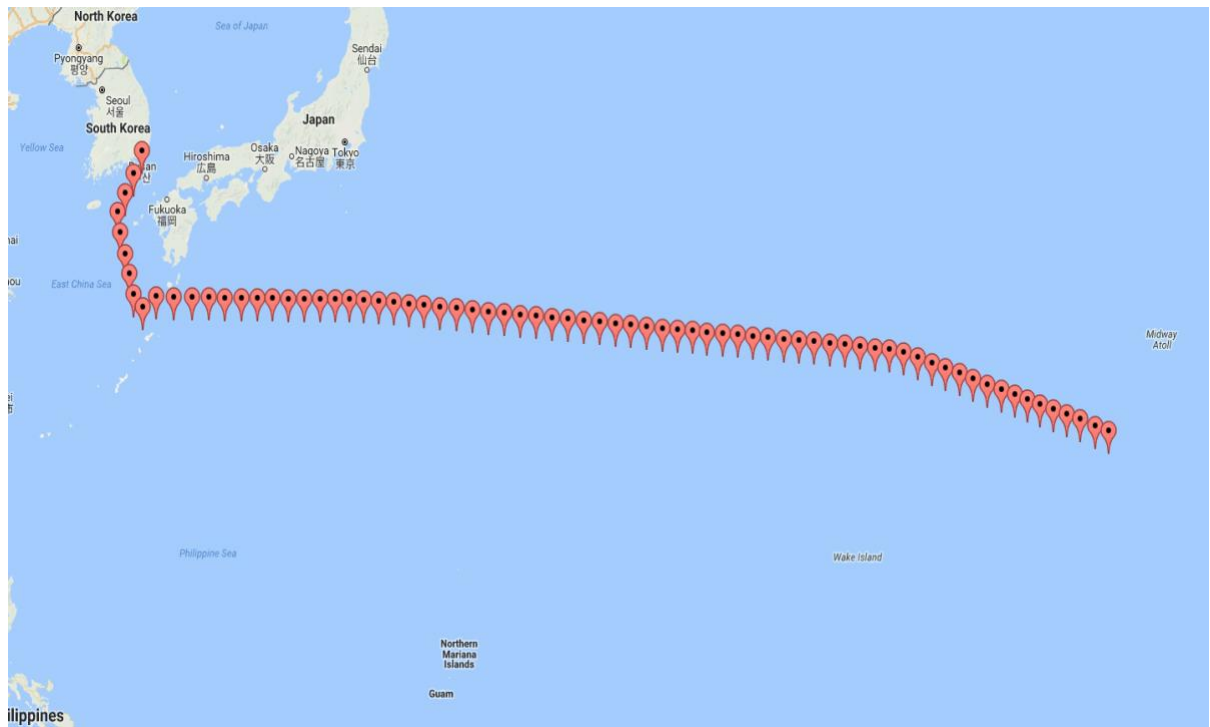 North Korea
Sea of Japan
Pyongyang
평양
Sendai
仙台
Seoul
서울
South Korea
Japan
Yellow Sea
Hiroshima
広島
Osaka
大阪
Nagoya
名古屋
Tokyo
東京
산
Fukuoka
福岡
East China Sea
Midway
Atoll
Philippine Sea
Wake Island
Northern
Mariana
Islands
Guam
ilippines